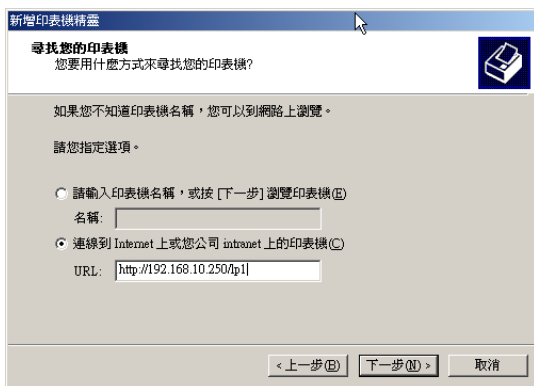 新增印表機精靈
尋找您的印表機
您要用什麼方式來尋找您的印表機?
如果您不知道印表機名稱，您可以到網路上瀏覽。
請您指定選項。
請輸入印表機名稱，或按 [下一步] 瀏覽印表機(E)
名稱:
連線到 Internet 上或您公司 intranet 上的印表機(C)
URL: http://192.168.10.250/lp1
<上一步(B) 下一步(N)> 取消